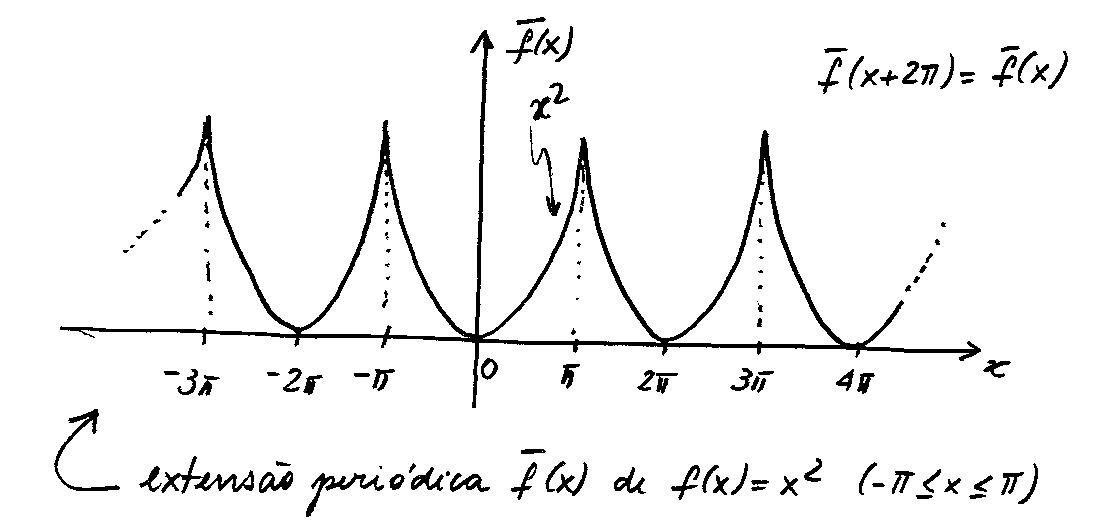 f̄(x)
f̄(x+2π) = f̄(x)
x²
-3π -2π -π 0 π 2π 3π 4π x
extensão periódica f̄(x) de f(x) = x² (-π ≤ x ≤ π)